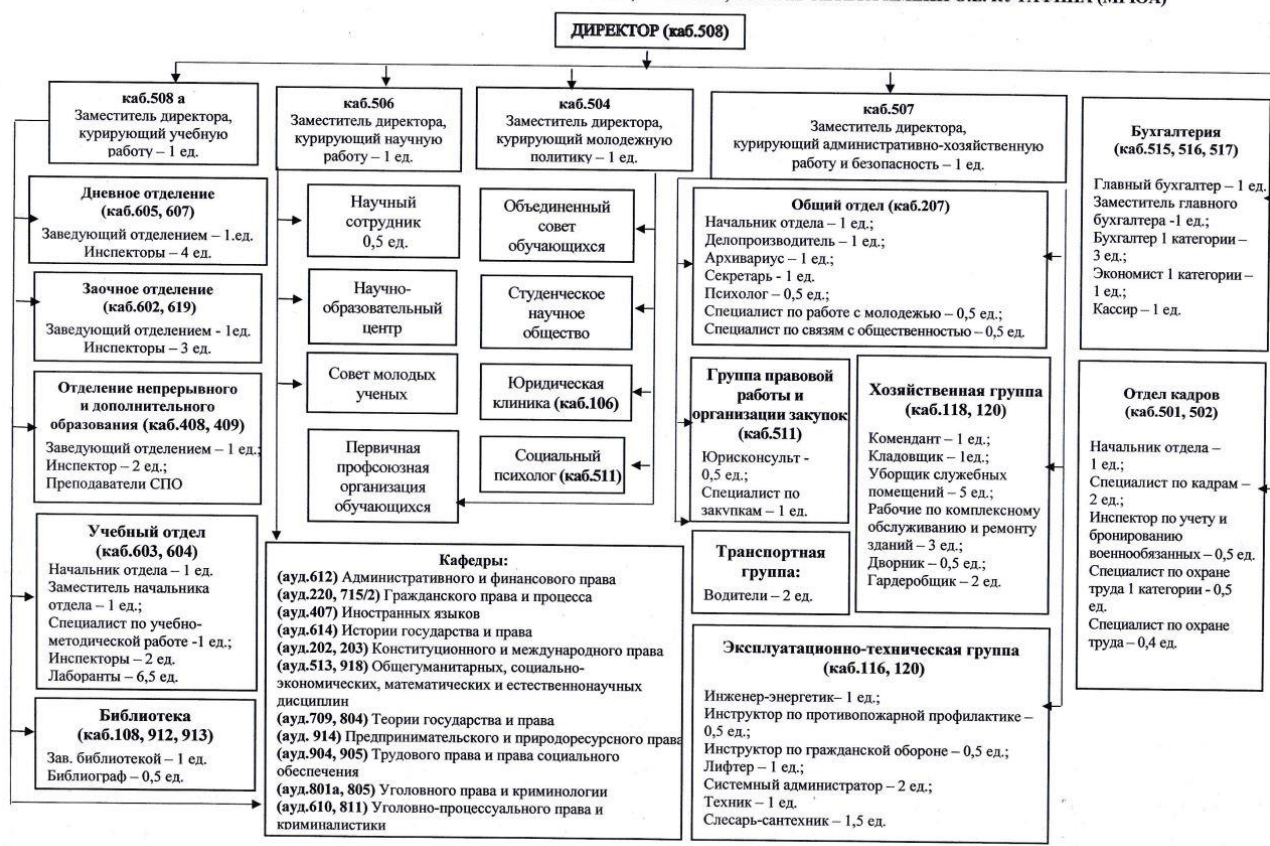 (МГЮА)
ДИРЕКТОР (каб.508)
каб.508 а
Заместитель директора,
курирующий учебную
работу – 1 ед.
Дневное отделение
(каб.605, 607)
Заведующий отделением – 1.ед.
Инспекторы – 4 ед.
Заочное отделение
(каб.602, 619)
Заведующий отделением - 1ед.
Инспекторы – 3 ед.
Отделение непрерывного
и дополнительного
образования (каб.408, 409)
Заведующий отделением – 1 ед.;
Инспектор – 2 ед.;
Преподаватели СПО
Учебный отдел
(каб.603, 604)
Начальник отдела – 1 ед.
Заместитель начальника
отдела – 1 ед.;
Специалист по учебно-
методической работе -1 ед.;
Инспекторы – 2 ед.
Лаборанты – 6,5 ед.
Библиотека
(каб.108, 912, 913)
Зав. библиотекой – 1 ед.
Библиограф – 0,5 ед.
каб.506
Заместитель директора,
курирующий научную
работу – 1 ед.
Научный
сотрудник
0,5 ед.
Научно-
образовательный
центр
Совет молодых
ученых
Первичная
профсоюзная
организация
обучающихся
каб.504
Заместитель директора,
курирующий молодежную
политику – 1 ед.
Объединенный
совет
обучающихся
Студенческое
научное
общество
Юридическая
клиника (каб.106)
Социальный
психолог (каб.511)
Кафедры:
(ауд.612) Административного и финансового права
(ауд.220, 715/2) Гражданского права и процесса
(ауд.407) Иностранных языков
(ауд.614) Истории государства и права
(ауд.202, 203) Конституционного и международного права
(ауд.513, 918) Общегуманитарных, социально-
экономических, математических и естественнонаучных
дисциплин
(ауд.709, 804) Теории государства и права
(ауд. 914) Предпринимательского и природоресурсного права
(ауд.904, 905) Трудового права и права социального
обеспечения
(ауд.801а, 805) Уголовного права и криминологии
(ауд.610, 811) Уголовно-процессуального права и
криминалистики
каб.507
Заместитель директора,
курирующий административно-хозяйственную
работу и безопасность – 1 ед.
Общий отдел (каб.207)
Начальник отдела – 1 ед.;
Делопроизводитель – 1 ед.;
Архивариус – 1 ед.;
Секретарь - 1 ед.
Психолог – 0,5 ед.;
Специалист по работе с молодежью – 0,5 ед.;
Специалист по связям с общественностью – 0,5 ед.
Группа правовой
работы и
организации закупок
(каб.511)
Юрисконсульт -
0,5 ед.;
Специалист по
закупкам – 1 ед.
Транспортная
группа:
Водители – 2 ед.
Хозяйственная группа
(каб.118, 120)
Комендант – 1 ед.;
Кладовщик – 1ед.;
Уборщик служебных
помещений – 5 ед.;
Рабочие по комплексному
обслуживанию и ремонту
зданий – 3 ед.;
Дворник – 0,5 ед.;
Гардеробщик – 2 ед.
Эксплуатационно-техническая группа
(каб.116, 120)
Инженер-энергетик– 1 ед.;
Инструктор по противопожарной профилактике –
0,5 ед.;
Инструктор по гражданской обороне – 0,5 ед.;
Лифтер – 1 ед.;
Системный администратор – 2 ед.;
Техник – 1 ед.
Слесарь-сантехник – 1,5 ед.
Бухгалтерия
(каб.515, 516, 517)
Главный бухгалтер – 1 ед.
Заместитель главного
бухгалтера -1 ед.;
Бухгалтер 1 категории –
3 ед.;
Экономист 1 категории –
1 ед.;
Кассир – 1 ед.
Отдел кадров
(каб.501, 502)
Начальник отдела –
1 ед.;
Специалист по кадрам –
2 ед.;
Инспектор по учету и
бронированию
военнообязанных – 0,5 ед.
Специалист по охране
труда 1 категории - 0,5
ед.
Специалист по охране
труда – 0,4 ед.